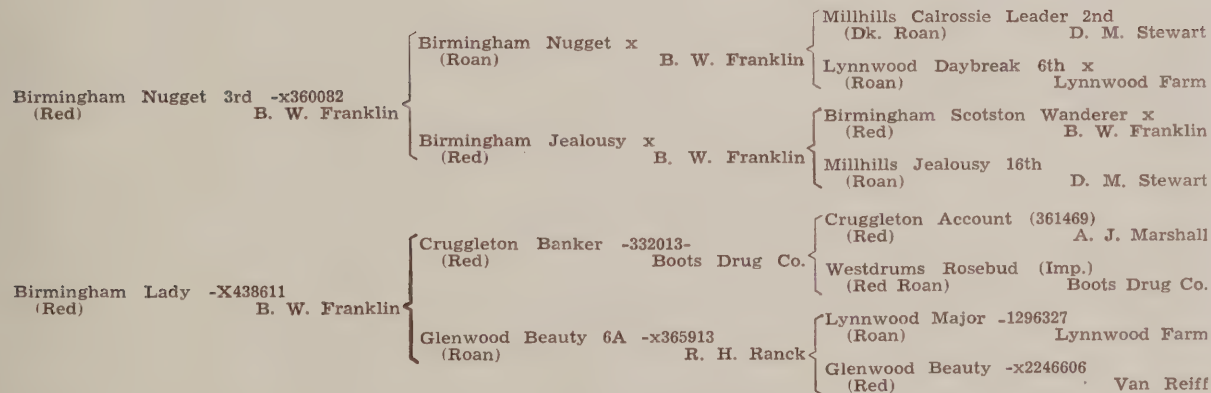 Millhills Calrossie Leader 2nd
(Dk. Roan) D. M. Stewart
Birmingham Nugget x
(Roan) B. W. Franklin
Lynnwood Daybreak 6th x
(Roan) Lynnwood Farm
Birmingham Nugget 3rd -x360082
(Red) B. W. Franklin
Birmingham Scotston Wanderer x
(Red) B. W. Franklin
Birmingham Jealousy x
(Red) B. W. Franklin
Millhills Jealousy 16th
(Roan) D. M. Stewart
Cruggleton Account (361469)
(Red) A. J. Marshall
Cruggleton Banker -332013-
(Red) Boots Drug Co.
Westdrums Rosebud (Imp.)
(Red Roan) Boots Drug Co.
Birmingham Lady -X438611
(Red) B. W. Franklin
Lynnwood Major -1296327
(Roan) Lynnwood Farm
Glenwood Beauty 6A -x365913
(Roan) R. H. Ranck
Glenwood Beauty -x2246606
(Red) Van Reiff